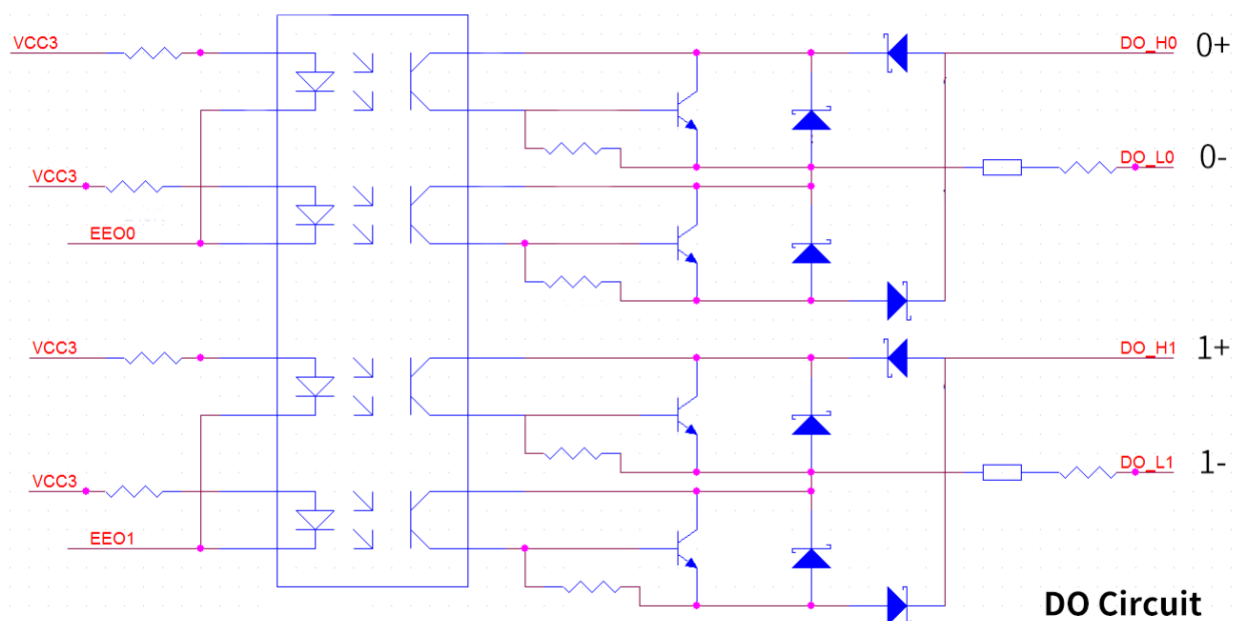 VCC3
DO_H0 0+
DO_L0 0-
VCC3
EEO0
VCC3
DO_H1 1+
DO_L1 1-
VCC3
EEO1
DO Circuit